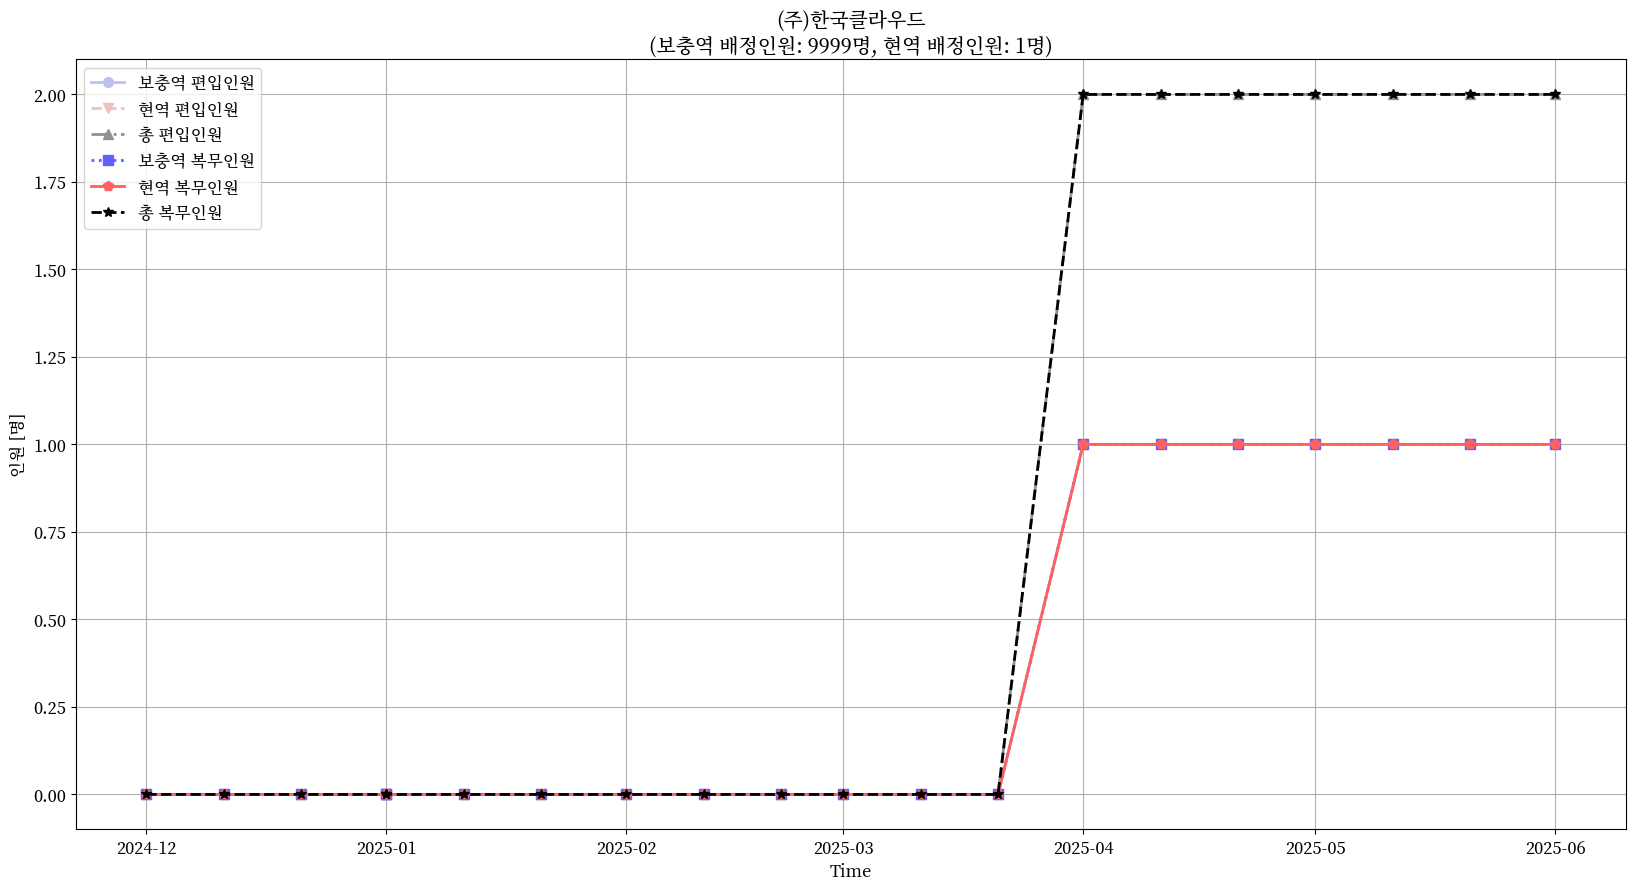 (주)한국클라우드
(보충역 배정인원: 9999명, 현역 배정인원: 1명)
보충역 편입인원
현역 편입인원
총 편입인원
보충역 복무인원
현역 복무인원
총 복무인원
2.00
1.75
1.50
1.25
1.00
0.75
0.50
0.25
0.00
인원 [명]
2024-12
2025-01
2025-02
2025-03
2025-04
2025-05
2025-06
Time